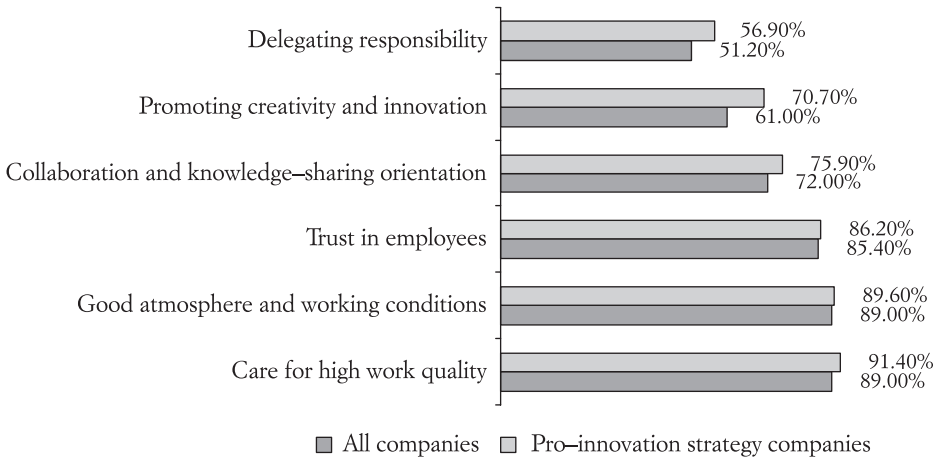 Delegating responsibility
56.90%
51.20%
Promoting creativity and innovation
70.70%
61.00%
Collaboration and knowledge–sharing orientation
75.90%
72.00%
Trust in employees
86.20%
85.40%
Good atmosphere and working conditions
89.60%
89.00%
Care for high work quality
91.40%
89.00%
All companies
Pro–innovation strategy companies